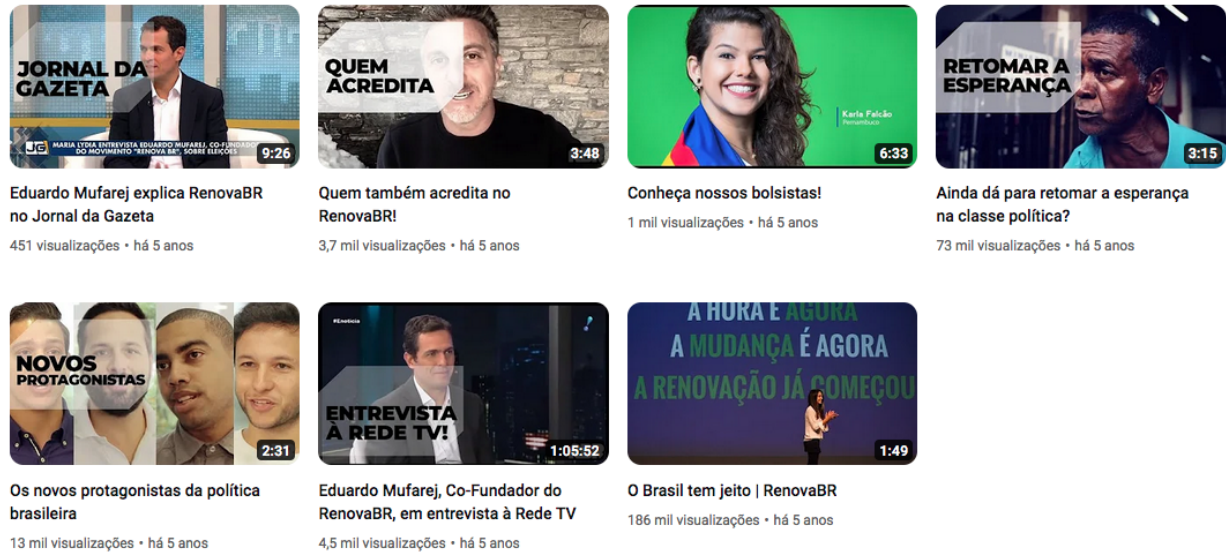 JORNAL DA
GAZETA
JG
MARIA LYDIA ENTREVISTA EDUARDO MUFAREJ, CO-FUNDADOR
DO MOVIMENTO "RENOVA BR", SOBRE ELEIÇÕES
9:26
Eduardo Mufarej explica RenovaBR
no Jornal da Gazeta
451 visualizações • há 5 anos
QUEM
ACREDITA
3:48
Quem também acredita no
RenovaBR!
3,7 mil visualizações • há 5 anos
Karla Falcão
Pernambuco
6:33
Conheça nossos bolsistas!
1 mil visualizações • há 5 anos
RETOMAR A
ESPERANÇA
3:15
Ainda dá para retomar a esperança
na classe política?
73 mil visualizações • há 5 anos
NOVOS
PROTAGONISTAS
2:31
Os novos protagonistas da política
brasileira
13 mil visualizações • há 5 anos
#Enoticia
ENTREVISTA
À REDE TV!
1:05:52
Eduardo Mufarej, Co-Fundador do
RenovaBR, em entrevista à Rede TV
4,5 mil visualizações • há 5 anos
A HORA É AGORA
A MUDANÇA É AGORA
A RENOVAÇÃO JÁ COMEÇOU
1:49
O Brasil tem jeito | RenovaBR
186 mil visualizações • há 5 anos